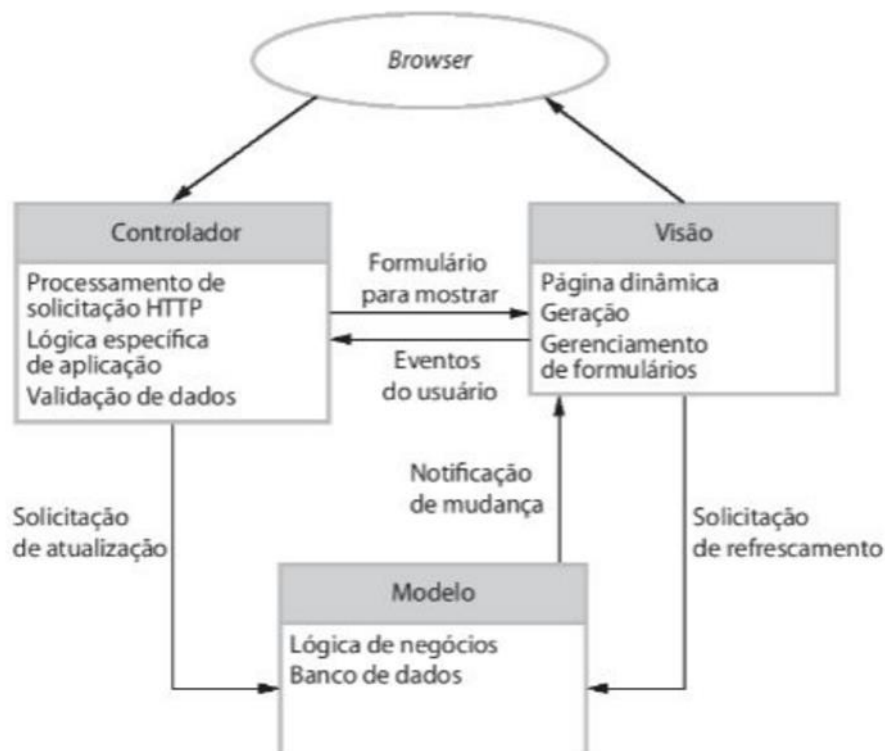 Browser
Controlador
Processamento de
solicitação HTTP
Lógica específica
de aplicação
Validação de dados
Formulário
para mostrar
Eventos
do usuário
Visão
Página dinâmica
Geração
Gerenciamento
de formulários
Solicitação
de atualização
Notificação
de mudança
Solicitação
de refrescamento
Modelo
Lógica de negócios
Banco de dados